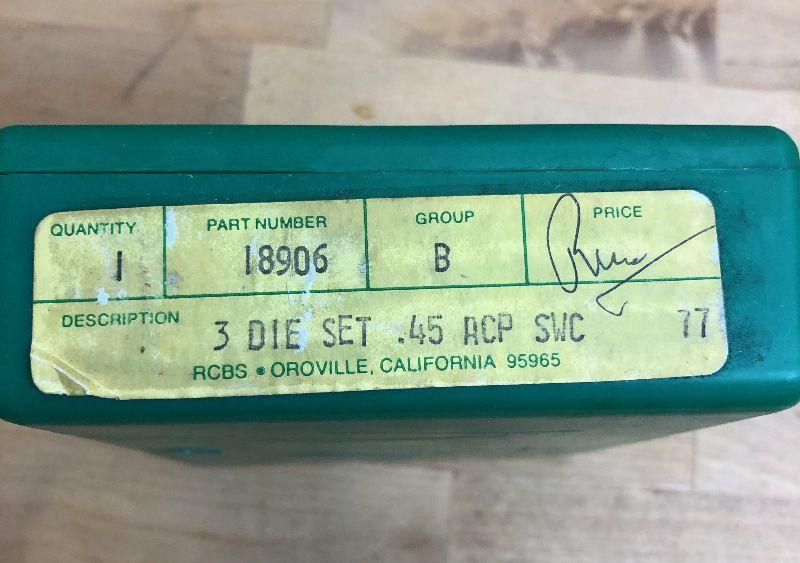 QUANTITY PART NUMBER GROUP PRICE
1 18906 B
DESCRIPTION
3 DIE SET .45 ACP SWC 77
RCBS • OROVILLE, CALIFORNIA 95965